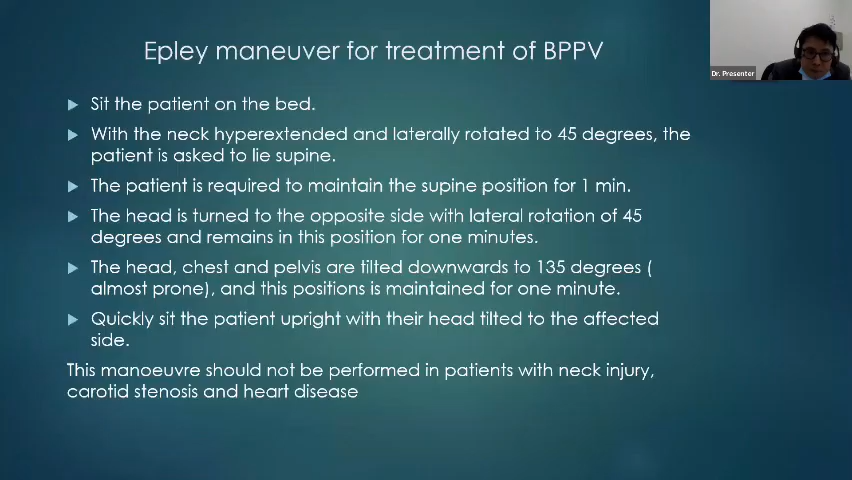 Epley maneuver for treatment of BPPV
Dr. Presenter
Sit the patient on the bed.
With the neck hyperextended and laterally rotated to 45 degrees, the
patient is asked to lie supine.
The patient is required to maintain the supine position for 1 min.
The head is turned to the opposite side with lateral rotation of 45
degrees and remains in this position for one minutes.
The head, chest and pelvis are tilted downwards to 135 degrees (
almost prone), and this positions is maintained for one minute.
Quickly sit the patient upright with their head tilted to the affected
side.
This manoeuvre should not be performed in patients with neck injury,
carotid stenosis and heart disease